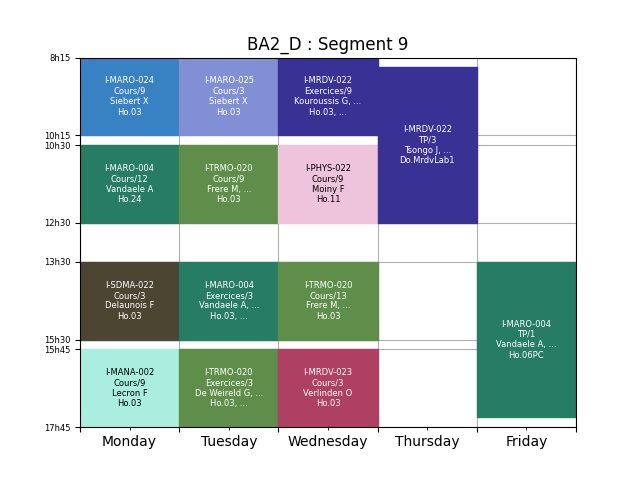 BA2_D : Segment 9
8h15
10h15
10h30
12h30
13h30
15h30
15h45
17h45
I-MARO-024
Cours/9
Siebert X
Ho.03
I-MARO-025
Cours/3
Siebert X
Ho.03
I-MRDV-022
Exercices/9
Kouroussis G, ...
Ho.03, ...
I-MRDV-022
TP/3
Tsongo J, ...
Do.MrdvLab1
I-MARO-004
Cours/12
Vandaele A
Ho.24
I-TRMO-020
Cours/9
Frere M, ...
Ho.03
I-PHYS-022
Cours/9
Moiny F
Ho.11
I-SDMA-022
Cours/3
Delaunois F
Ho.03
I-MARO-004
Exercices/3
Vandaele A, ...
Ho.03, ...
I-TRMO-020
Cours/13
Frere M, ...
Ho.03
I-MARO-004
TP/1
Vandaele A, ...
Ho.06PC
I-MANA-002
Cours/9
Lecron F
Ho.03
I-TRMO-020
Exercices/3
De Weireld G, ...
Ho.03, ...
I-MRDV-023
Cours/3
Verlinden O
Ho.03
Monday
Tuesday
Wednesday
Thursday
Friday